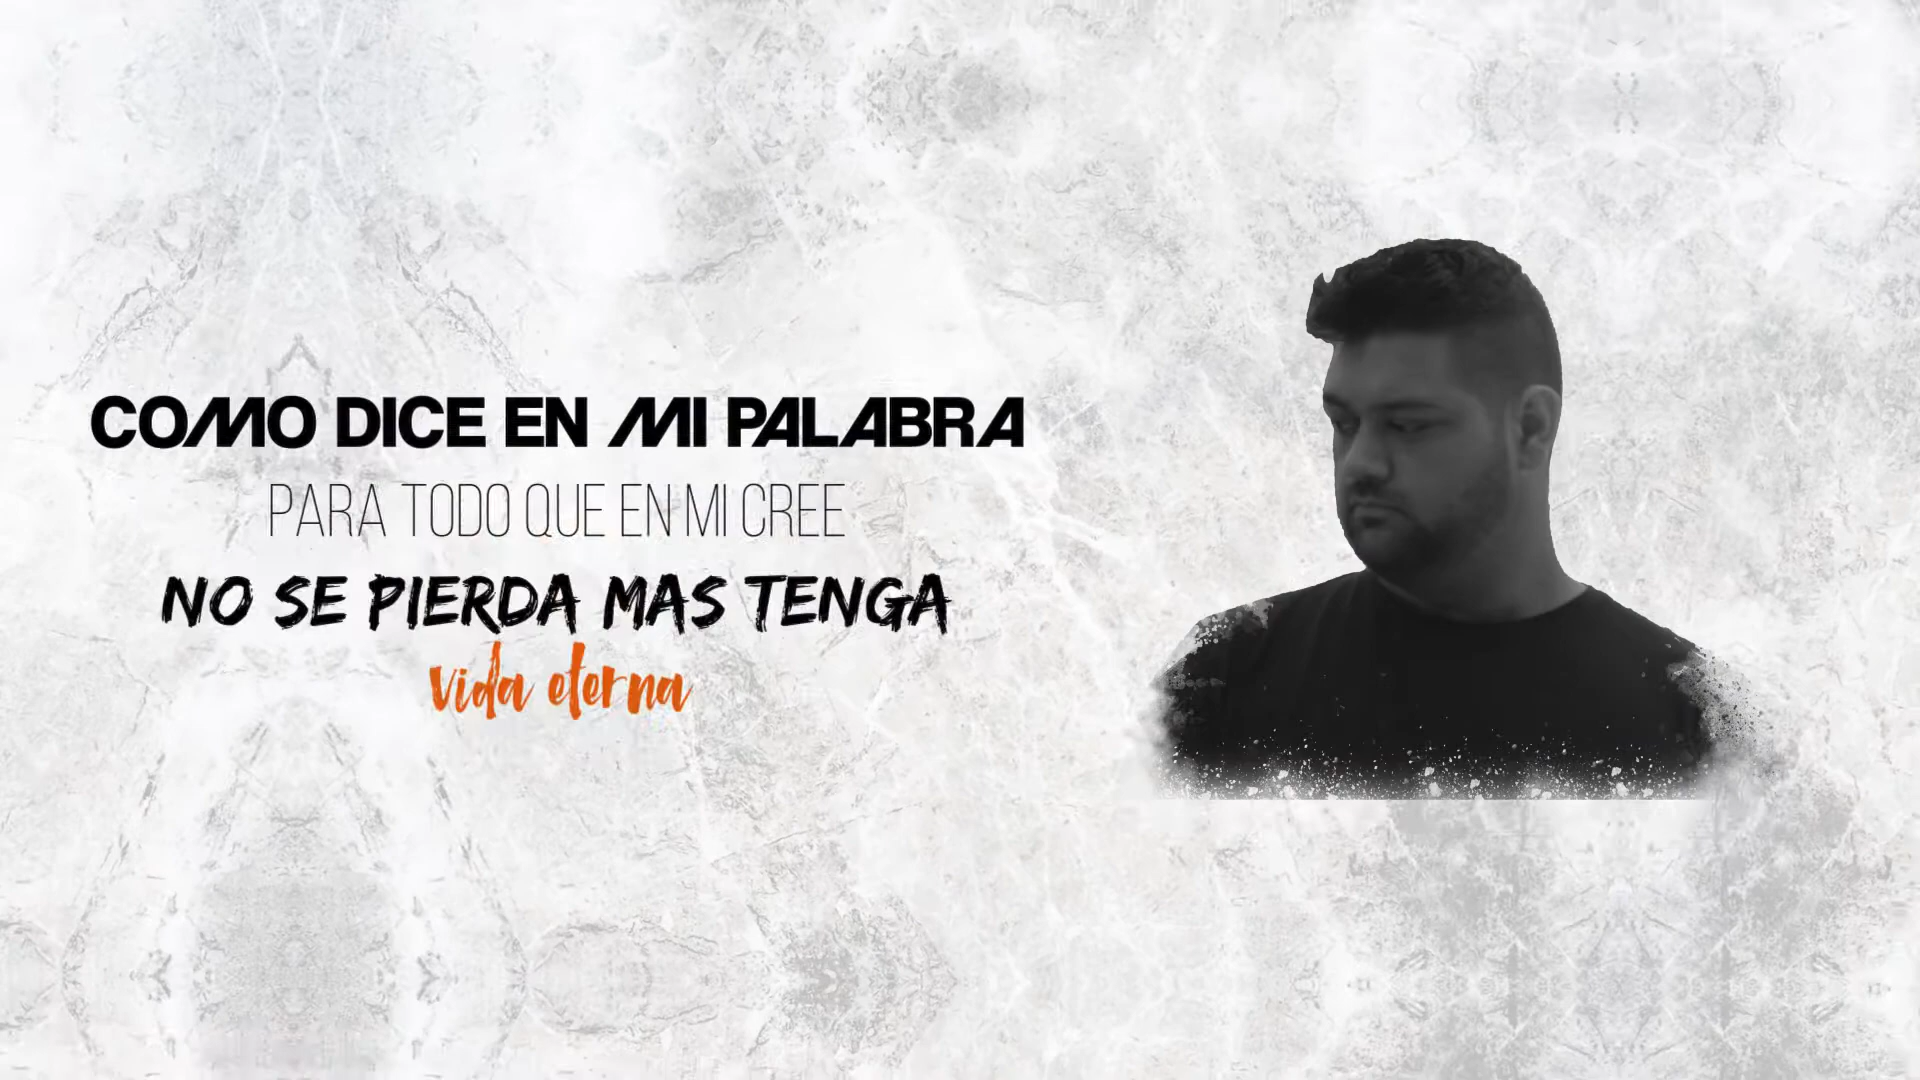 COMO DICE EN MI PALABRA
PARA TODO QUE EN MI CREE
NO SE PIERDA MAS TENGA
vida eterna